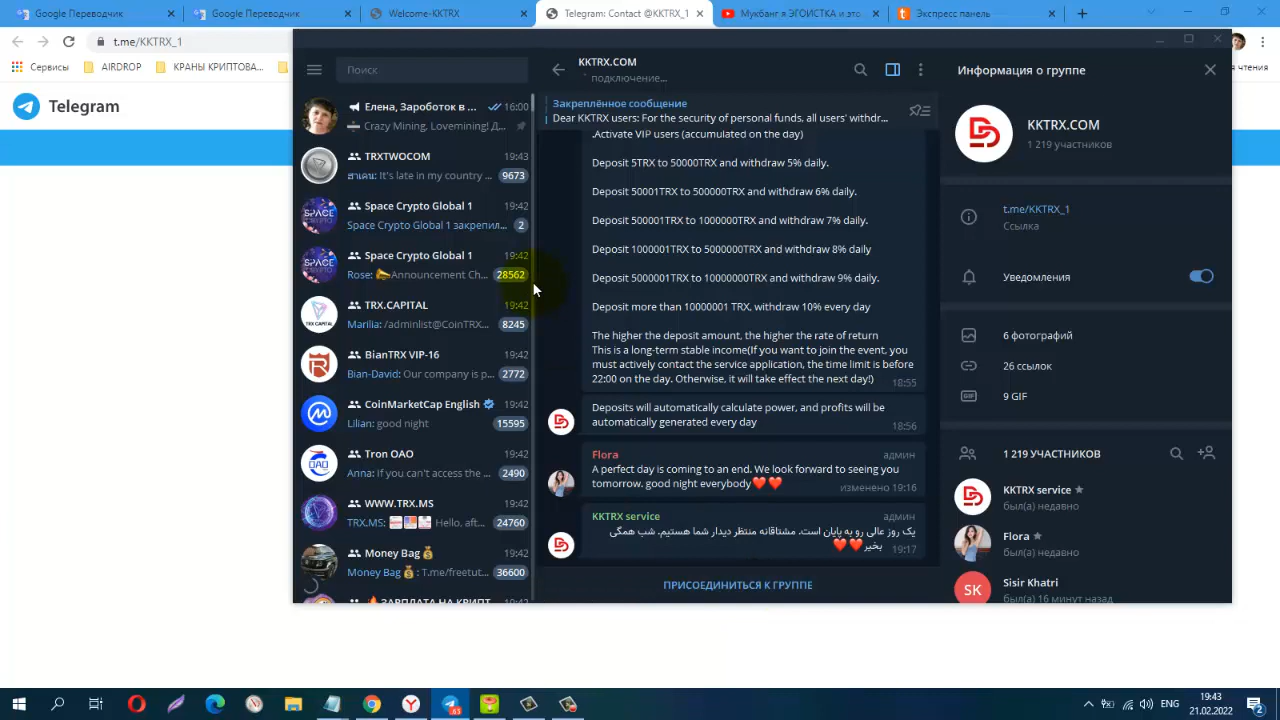 Google Переводчик
Google Переводчик
Welcome-KKTRX
Telegram: Contact @KKTRX_1
Мукбанг я ЭГОИСТКА и это
Экспресс панель
t.me/KKTRX_1
Сервисы
AIRDROP
КРАНЫ КРИПТОВА...
Telegram
Поиск
Елена, Зароботок в ...
16:00
Crazy Mining, Lovemining! Д...
TRXTWOCOM
19:43
It's late in my country ...
9673
Space Crypto Global 1
19:42
Space Crypto Global 1 закрепил...
2
Space Crypto Global 1
19:42
Rose: 📣Announcement Ch...
28562
TRX.CAPITAL
19:42
Marilia: /adminlist@CoinTRX...
8245
BianTRX VIP-16
19:42
Bian-David: Our company is p...
2772
CoinMarketCap English
19:42
Lilian: good night
15595
Tron OAO
19:42
Anna: If you can't access the ...
2490
WWW.TRX.MS
19:42
TRX.MS: Hello, aft...
24760
Money Bag💰
19:42
Money Bag💰: T.me/freetut...
36600
🔥 ЗАРПЛАТА НА КРИПТ...
19:42
KKTRX.COM
подключение...
Закреплённое сообщение
Dear KKTRX users: For the security of personal funds, all users' withdr...
.Activate VIP users (accumulated on the day)
Deposit 5TRX to 50000TRX and withdraw 5% daily.
Deposit 50001TRX to 500000TRX and withdraw 6% daily.
Deposit 500001TRX to 1000000TRX and withdraw 7% daily.
Deposit 1000001TRX to 5000000TRX and withdraw 8% daily
Deposit 5000001TRX to 10000000TRX and withdraw 9% daily.
Deposit more than 10000001 TRX, withdraw 10% every day
The higher the deposit amount, the higher the rate of return
This is a long-term stable income(If you want to join the event, you
must actively contact the service application, the time limit is before
22:00 on the day. Otherwise, it will take effect the next day!)
18:55
Deposits will automatically calculate power, and profits will be
automatically generated every day
18:56
Flora
админ
A perfect day is coming to an end. We look forward to seeing you
tomorrow. good night everybody❤️❤️
изменено 19:16
KKTRX service
админ
یک روز عالی رو به پایان است. مشتاقانه منتظر دیدار شما هستیم. شب همگی
بخیر❤️❤️
19:17
ПРИСОЕДИНИТЬСЯ К ГРУППЕ
Информация о группе
KKTRX.COM
1 219 участников
t.me/KKTRX_1
Ссылка
Уведомления
6 фотографий
26 ссылок
GIF
9 GIF
1 219 УЧАСТНИКОВ
KKTRX service
был(а) недавно
Flora
был(а) недавно
SK
Sisir Khatri
был(а) 16 минут назад
ENG
19:43
21.02.2022
2